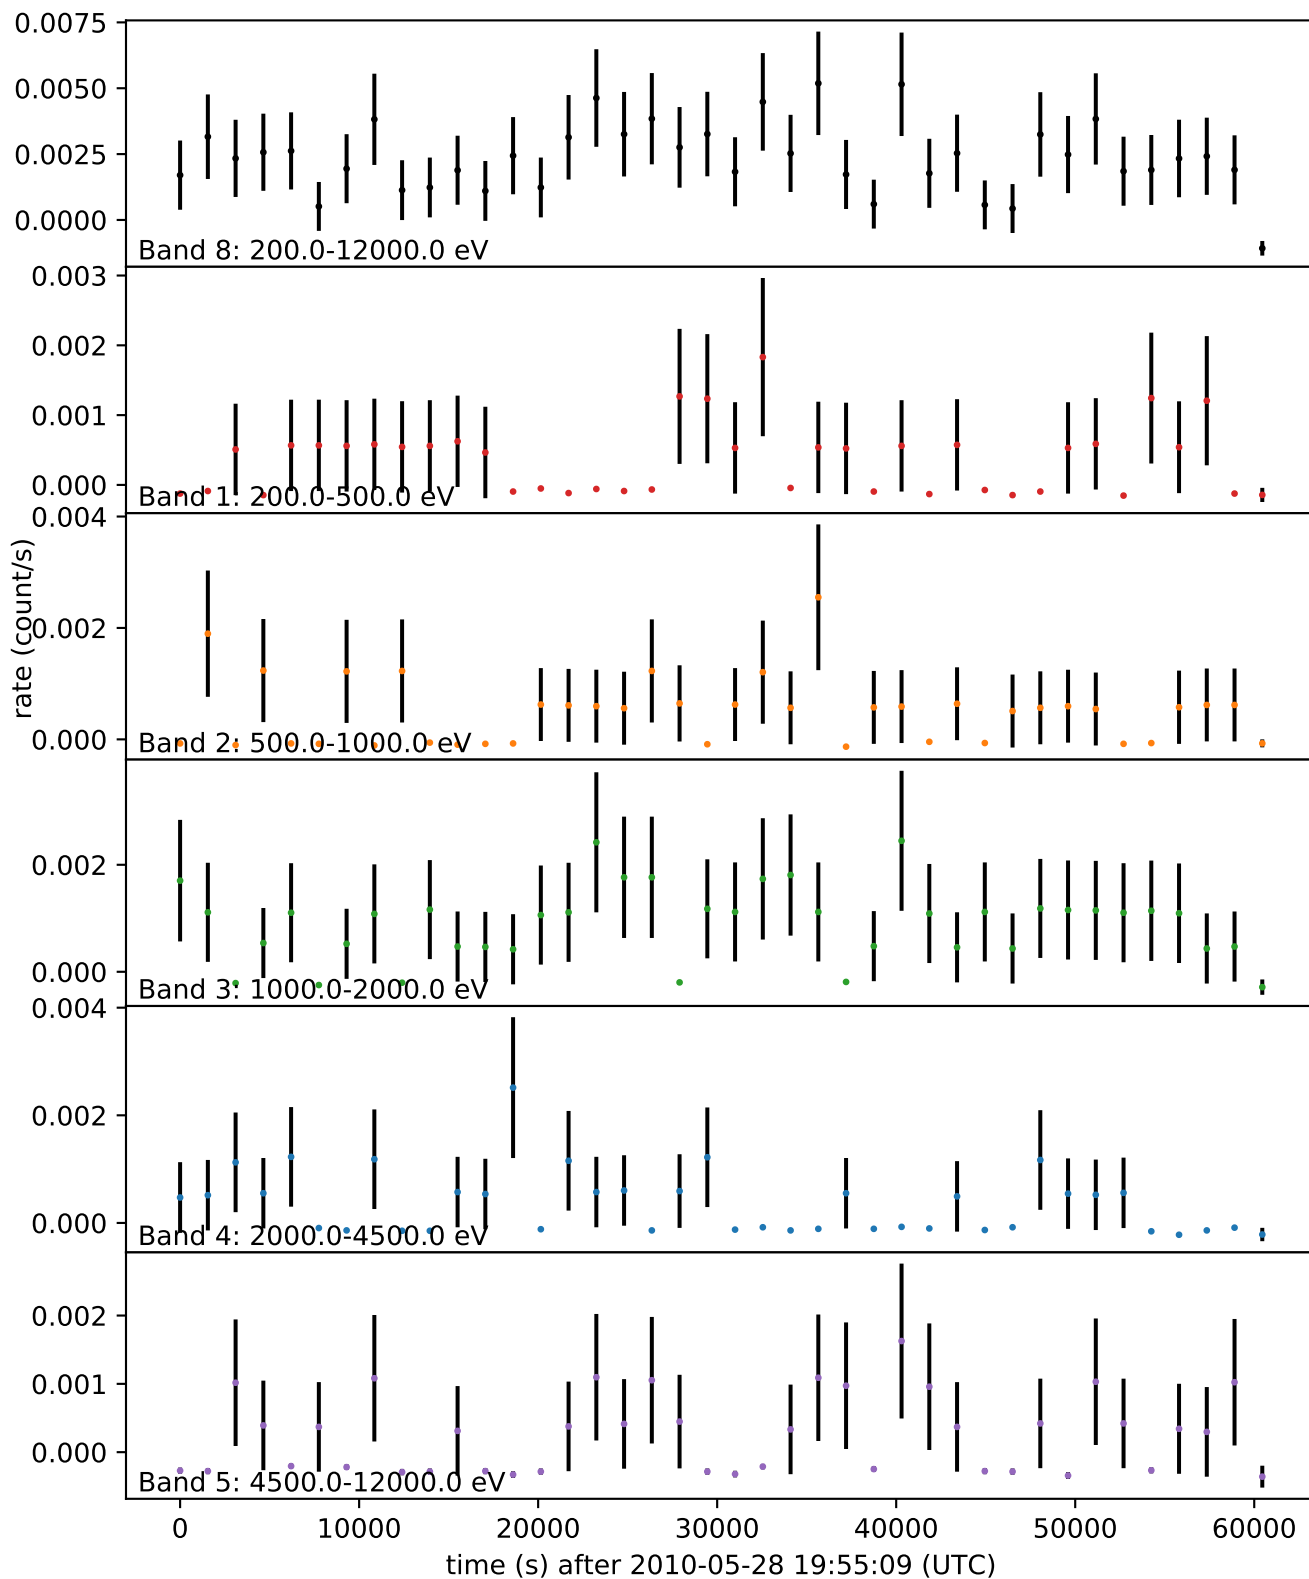 0.0075
0.0050
0.0025
0.0000
Band 8: 200.0-12000.0 eV
0.003
0.002
0.001
0.000
Band 1: 200.0-500.0 eV
0.004
0.002
0.000
Band 2: 500.0-1000.0 eV
rate (count/s)
0.002
0.000
Band 3: 1000.0-2000.0 eV
0.004
0.002
0.000
Band 4: 2000.0-4500.0 eV
0.002
0.001
0.000
Band 5: 4500.0-12000.0 eV
0 10000 20000 30000 40000 50000 60000
time (s) after 2010-05-28 19:55:09 (UTC)